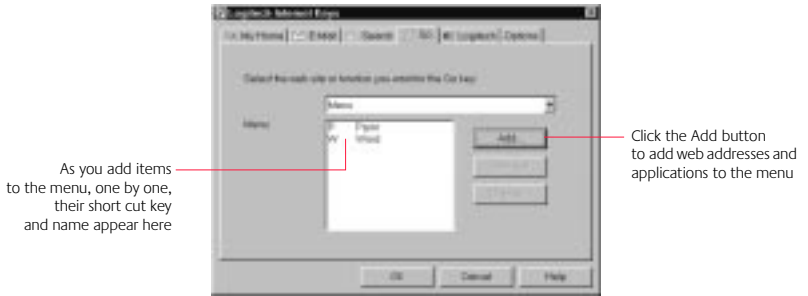 Logitech Internet Keys
My Home E-Mail Search Go Logitech Options
Select the web site or function you want for the Go key:
Menu
Menu:
P Paint
W Word
Add...
As you add items
to the menu, one by one,
their short cut key
and name appear here
Click the Add button
to add web addresses and
applications to the menu
OK Cancel Help